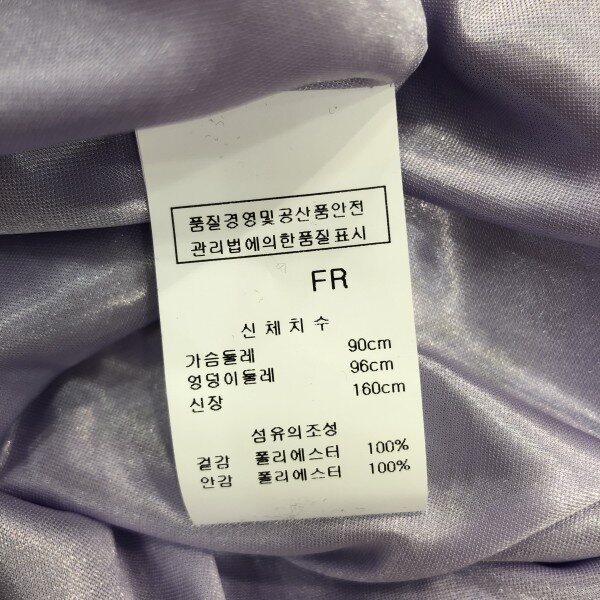 품질경영및공산품안전
관리법에의한품질표시
FR
신체치수
가슴둘레 90cm
엉덩이둘레 96cm
신장 160cm
섬유의조성
겉감 폴리에스터 100%
안감 폴리에스터 100%